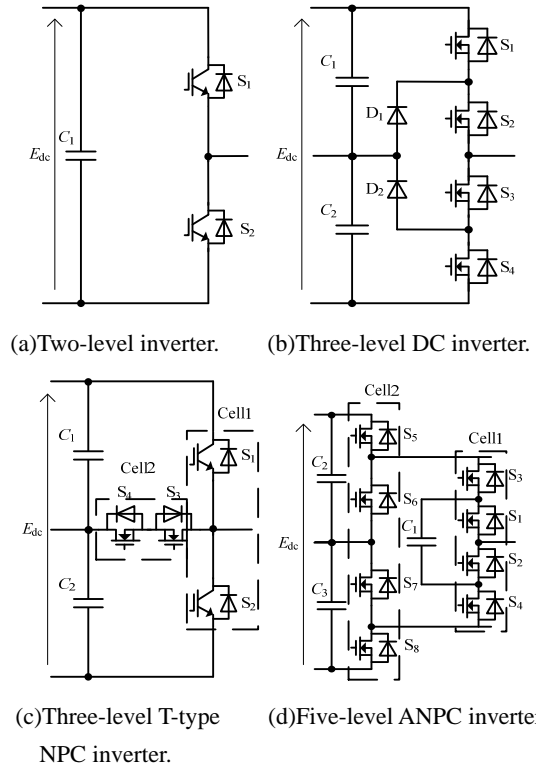 C1
Edc
S1
S2
(a)Two-level inverter.
C1
C2
Edc
D1
D2
S1
S2
S3
S4
(b)Three-level DC inverter.
C1
C2
Edc
Cell2
S4
S3
Cell1
S1
S2
(c)Three-level T-type
NPC inverter.
Cell2
S5
S6
S7
S8
C2
C3
Edc
C1
Cell1
S3
S1
S2
S4
(d)Five-level ANPC inverte